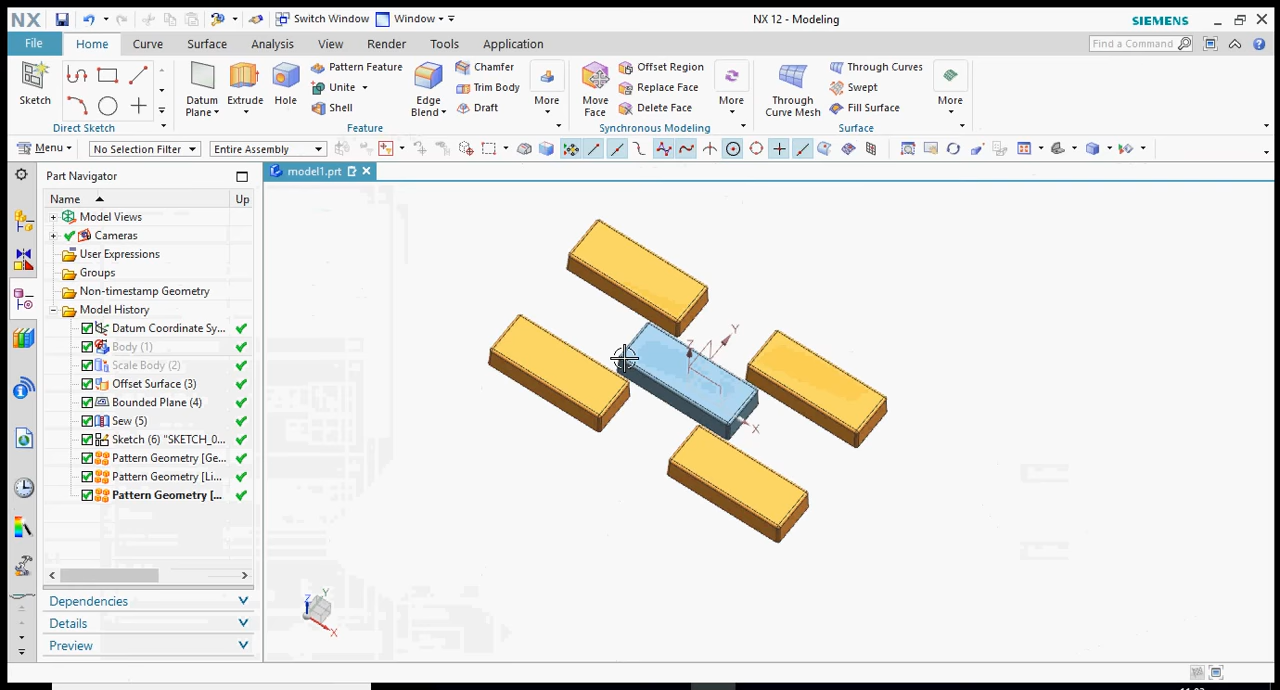 NX
Switch Window
Window
NX 12 - Modeling
SIEMENS
File
Home
Curve
Surface
Analysis
View
Render
Tools
Application
Find a Command
Sketch
Direct Sketch
Datum Plane
Extrude
Hole
Pattern Feature
Unite
Shell
Edge Blend
Chamfer
Trim Body
Draft
More
Feature
Move Face
Offset Region
Replace Face
Delete Face
More
Synchronous Modeling
Through Curve Mesh
Through Curves
Swept
Fill Surface
More
Surface
Menu
No Selection Filter
Entire Assembly
Part Navigator
model1.prt
Name
Up
Model Views
Cameras
User Expressions
Groups
Non-timestamp Geometry
Model History
Datum Coordinate Sy...
Body (1)
Scale Body (2)
Offset Surface (3)
Bounded Plane (4)
Sew (5)
Sketch (6) "SKETCH_0...
Pattern Geometry [Ge...
Pattern Geometry [Li...
Pattern Geometry [...
Dependencies
Details
Preview
Y
Z
X
Z
Y
X